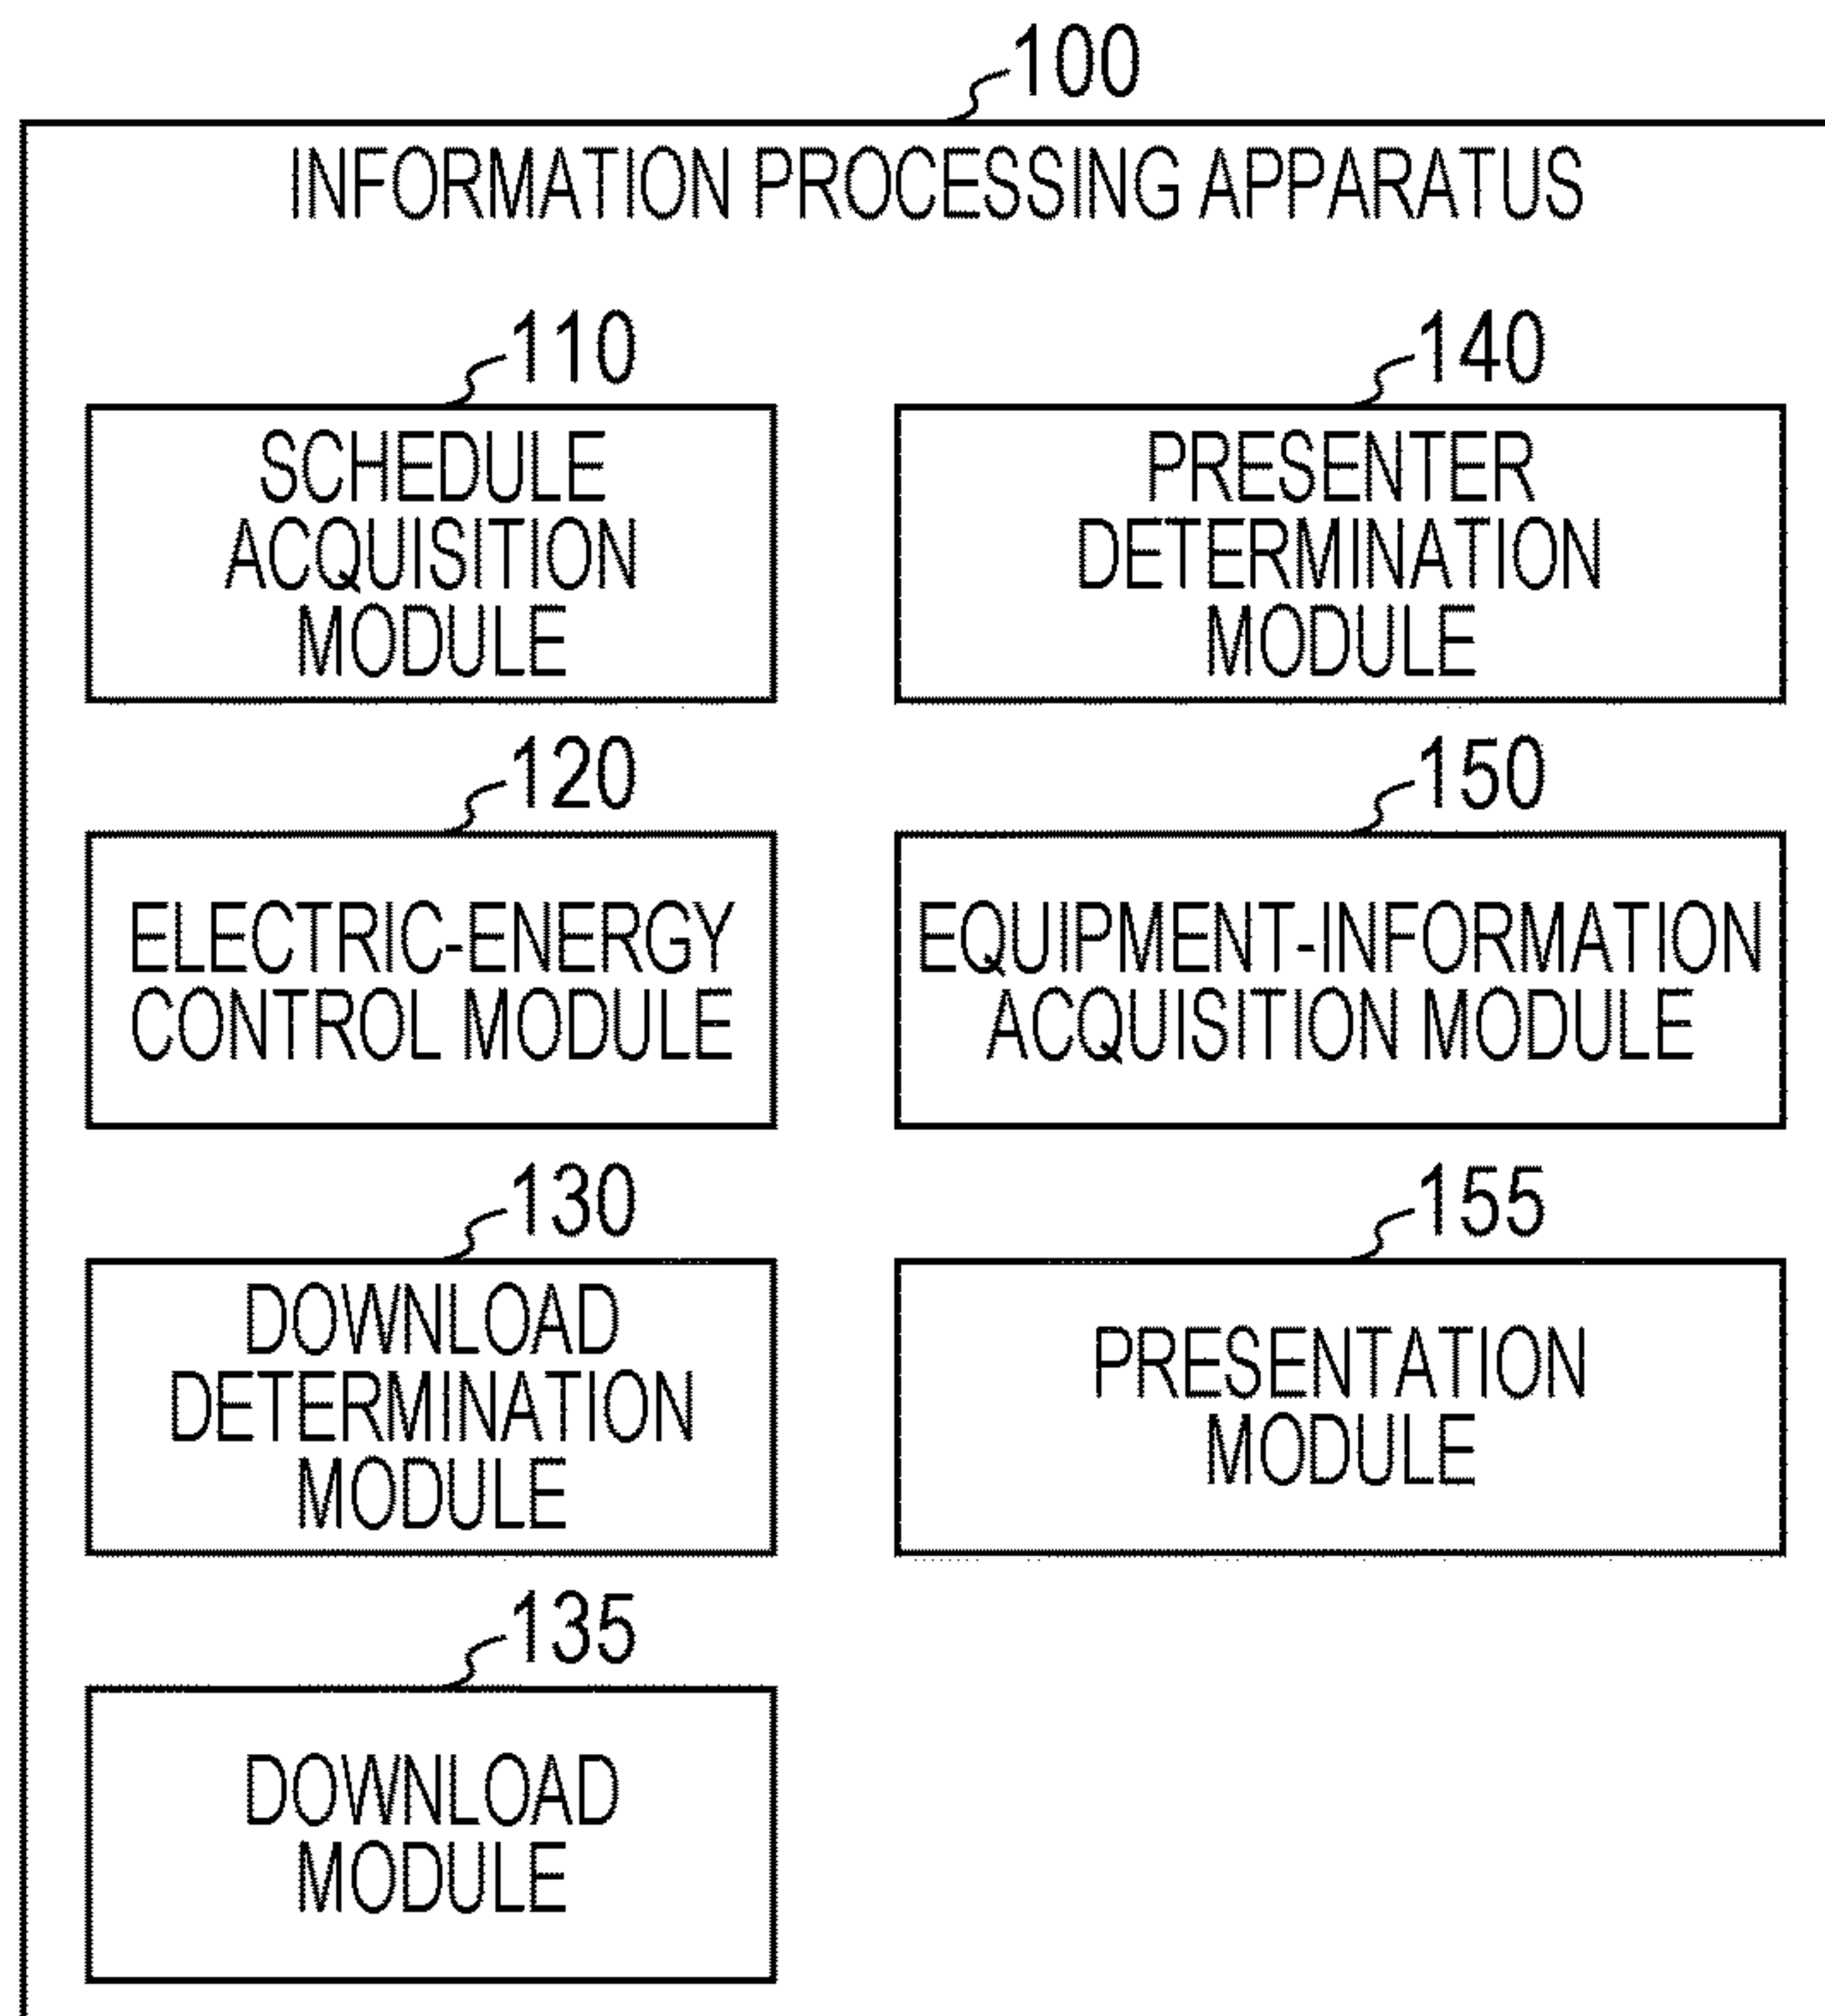 100
INFORMATION PROCESSING APPARATUS
110
SCHEDULE
ACQUISITION
MODULE
120
ELECTRIC-ENERGY
CONTROL MODULE
130
DOWNLOAD
DETERMINATION
MODULE
135
DOWNLOAD
MODULE
140
PRESENTER
DETERMINATION
MODULE
150
EQUIPMENT-INFORMATION
ACQUISITION MODULE
155
PRESENTATION
MODULE